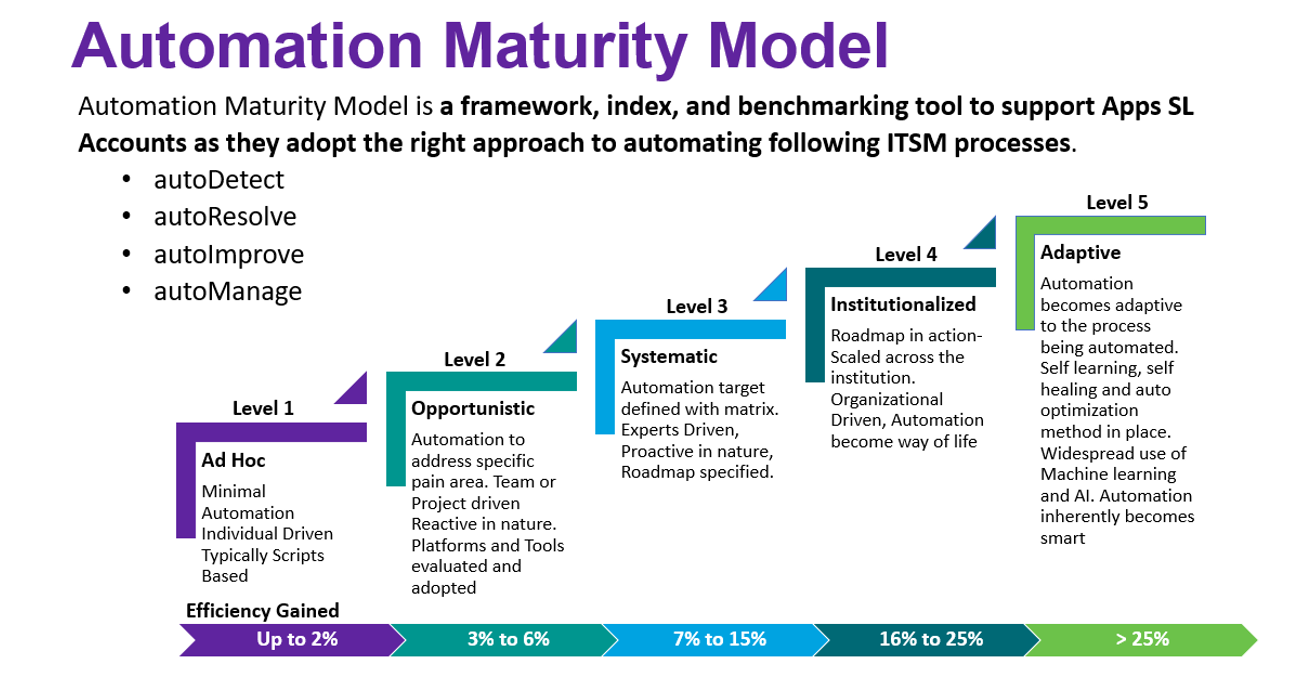 Automation Maturity Model
Automation Maturity Model is a framework, index, and benchmarking tool to support Apps SL
Accounts as they adopt the right approach to automating following ITSM processes.
• autoDetect
• autoResolve
• autoImprove
• autoManage
Level 1
Ad Hoc
Minimal
Automation
Individual Driven
Typically Scripts
Based
Level 2
Opportunistic
Automation to
address specific
pain area. Team or
Project driven
Reactive in nature.
Platforms and Tools
evaluated and
adopted
Level 3
Systematic
Automation target
defined with matrix.
Experts Driven,
Proactive in nature,
Roadmap specified.
Level 4
Institutionalized
Roadmap in action-
Scaled across the
institution.
Organizational
Driven, Automation
become way of life
Level 5
Adaptive
Automation
becomes adaptive
to the process
being automated.
Self learning, self
healing and auto
optimization
method in place.
Widespread use of
Machine learning
and AI. Automation
inherently becomes
smart
Efficiency Gained
Up to 2%
3% to 6%
7% to 15%
16% to 25%
> 25%